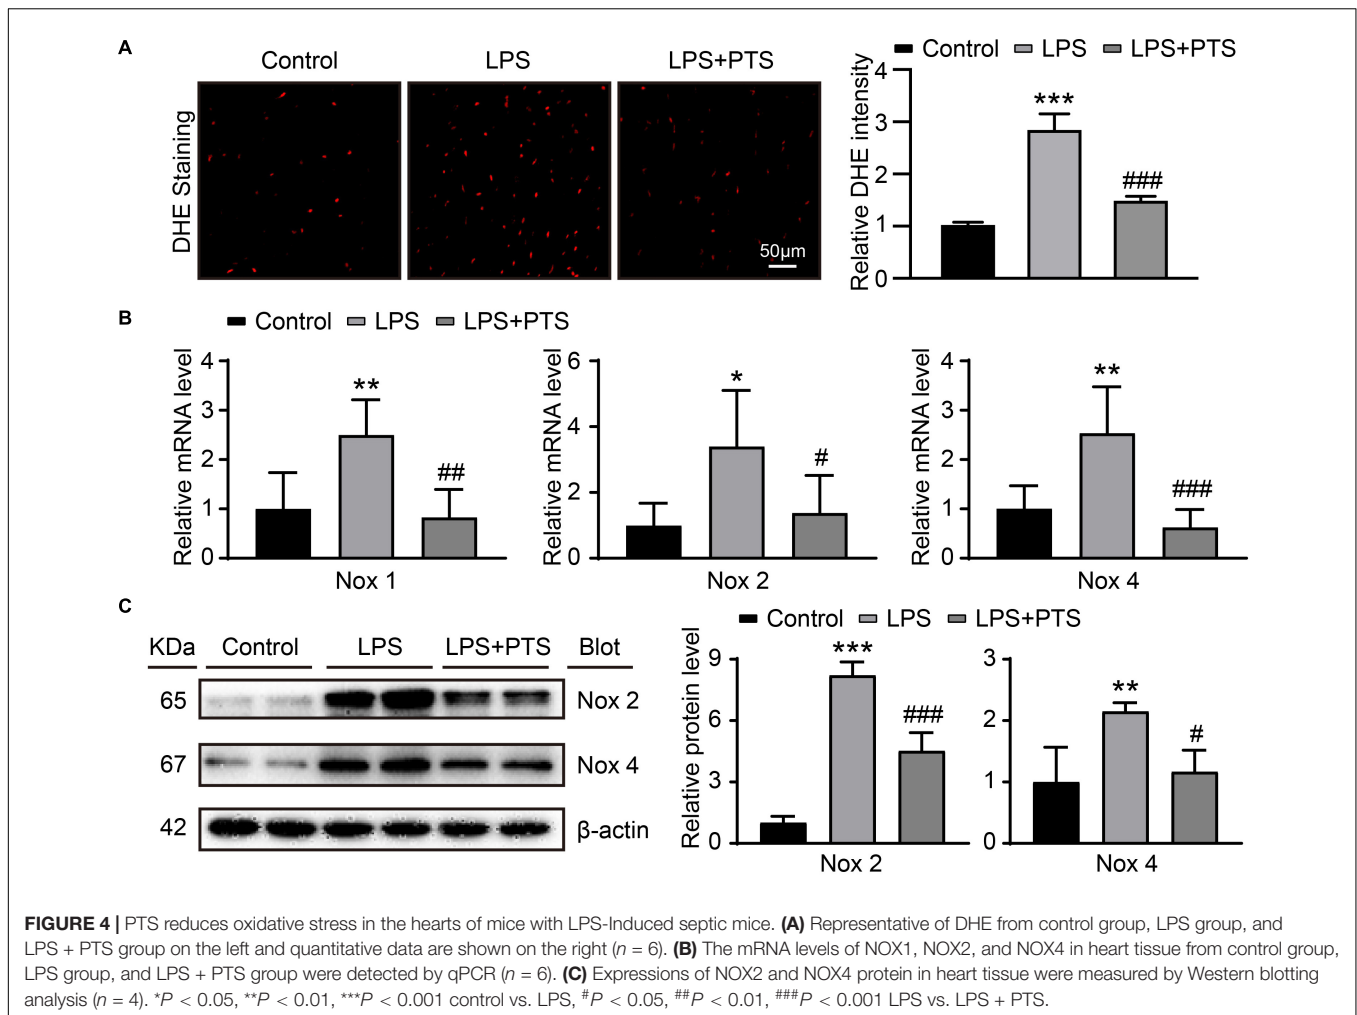 A
Control LPS LPS+PTS
DHE Staining
50μm
Control LPS LPS+PTS
Relative DHE intensity
4
3
2
1
0
***
###
B
Control LPS LPS+PTS
Relative mRNA level
4
3
2
1
0
**
##
Nox 1
Relative mRNA level
6
4
2
0
*
#
Nox 2
Relative mRNA level
4
3
2
1
0
**
###
Nox 4
C
KDa Control LPS LPS+PTS Blot
65 Nox 2
67 Nox 4
42 β-actin
Control LPS LPS+PTS
Relative protein level
9
6
3
0
***
###
Nox 2
3
2
1
0
**
#
Nox 4
FIGURE 4 | PTS reduces oxidative stress in the hearts of mice with LPS-Induced septic mice. (A) Representative of DHE from control group, LPS group, and
LPS + PTS group on the left and quantitative data are shown on the right (n = 6). (B) The mRNA levels of NOX1, NOX2, and NOX4 in heart tissue from control group,
LPS group, and LPS + PTS group were detected by qPCR (n = 6). (C) Expressions of NOX2 and NOX4 protein in heart tissue were measured by Western blotting
analysis (n = 4). *P < 0.05, **P < 0.01, ***P < 0.001 control vs. LPS, #P < 0.05, ##P < 0.01, ###P < 0.001 LPS vs. LPS + PTS.